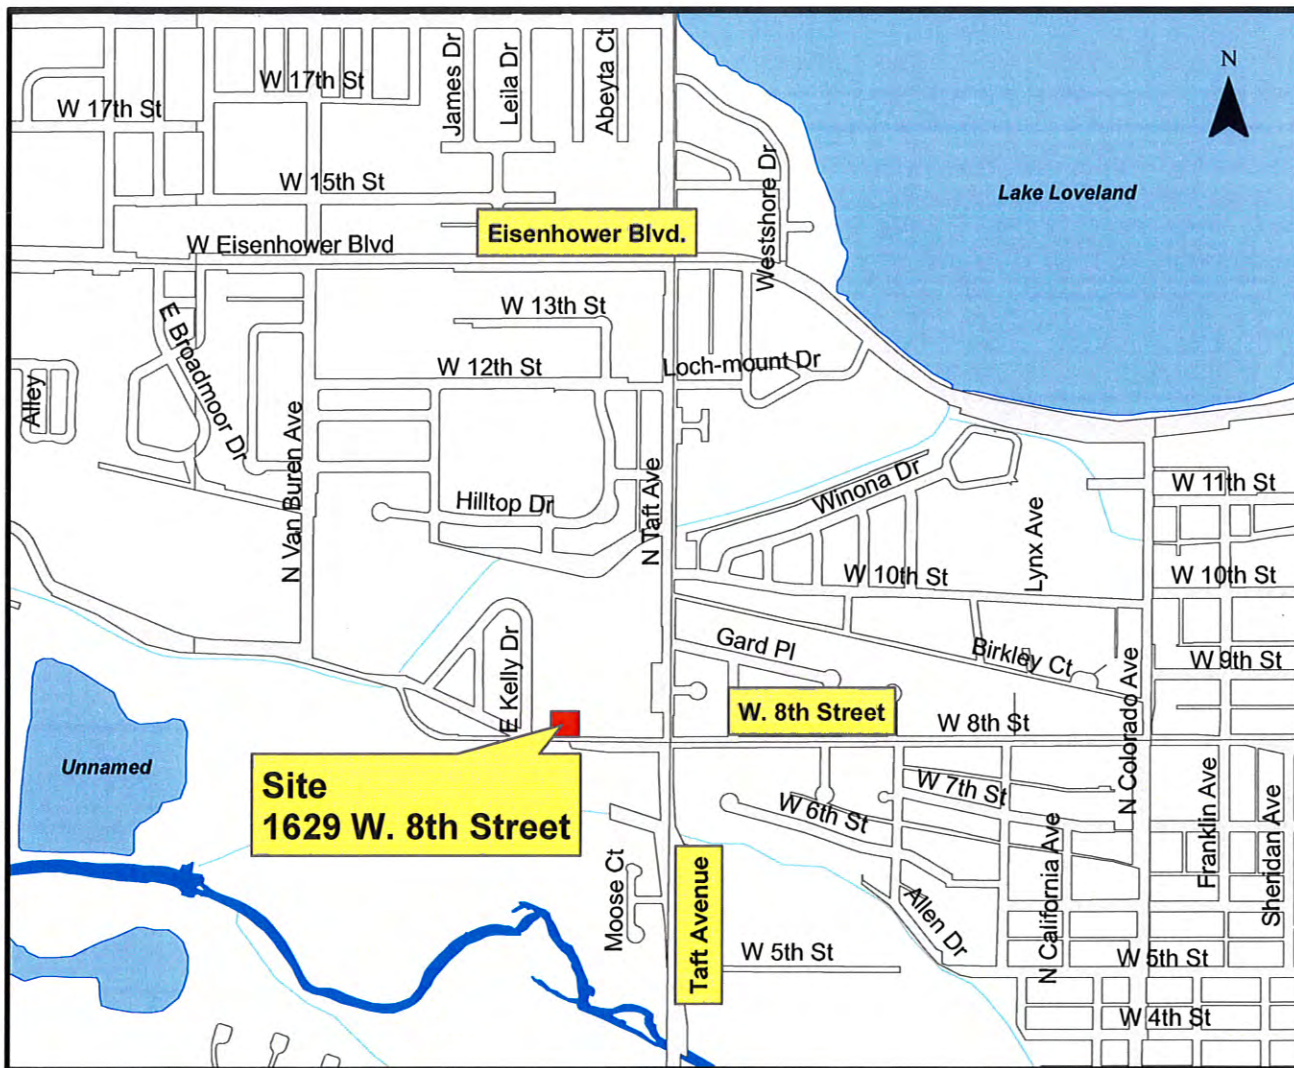 N
W 17th St
W 17th St
James Dr
Leila Dr
Abeyta Ct
W 15th St
Westshore Dr
Lake Loveland
W Eisenhower Blvd
Eisenhower Blvd.
W 13th St
E Broadmoor Dr
W 12th St
Loch-mount Dr
Alley
N Van Buren Ave
Hilltop Dr
N Taft Ave
Winona Dr
W 11th St
Lynx Ave
W 10th St
W 10th St
Gard Pl
Birkley Ct
W 9th St
E Kelly Dr
W. 8th Street
W 8th St
N Colorado Ave
Unnamed
Site
1629 W. 8th Street
W 7th St
W 6th St
Franklin Ave
Sheridan Ave
Moose Ct
Taft Avenue
Allen Dr
N California Ave
W 5th St
W 5th St
W 4th St